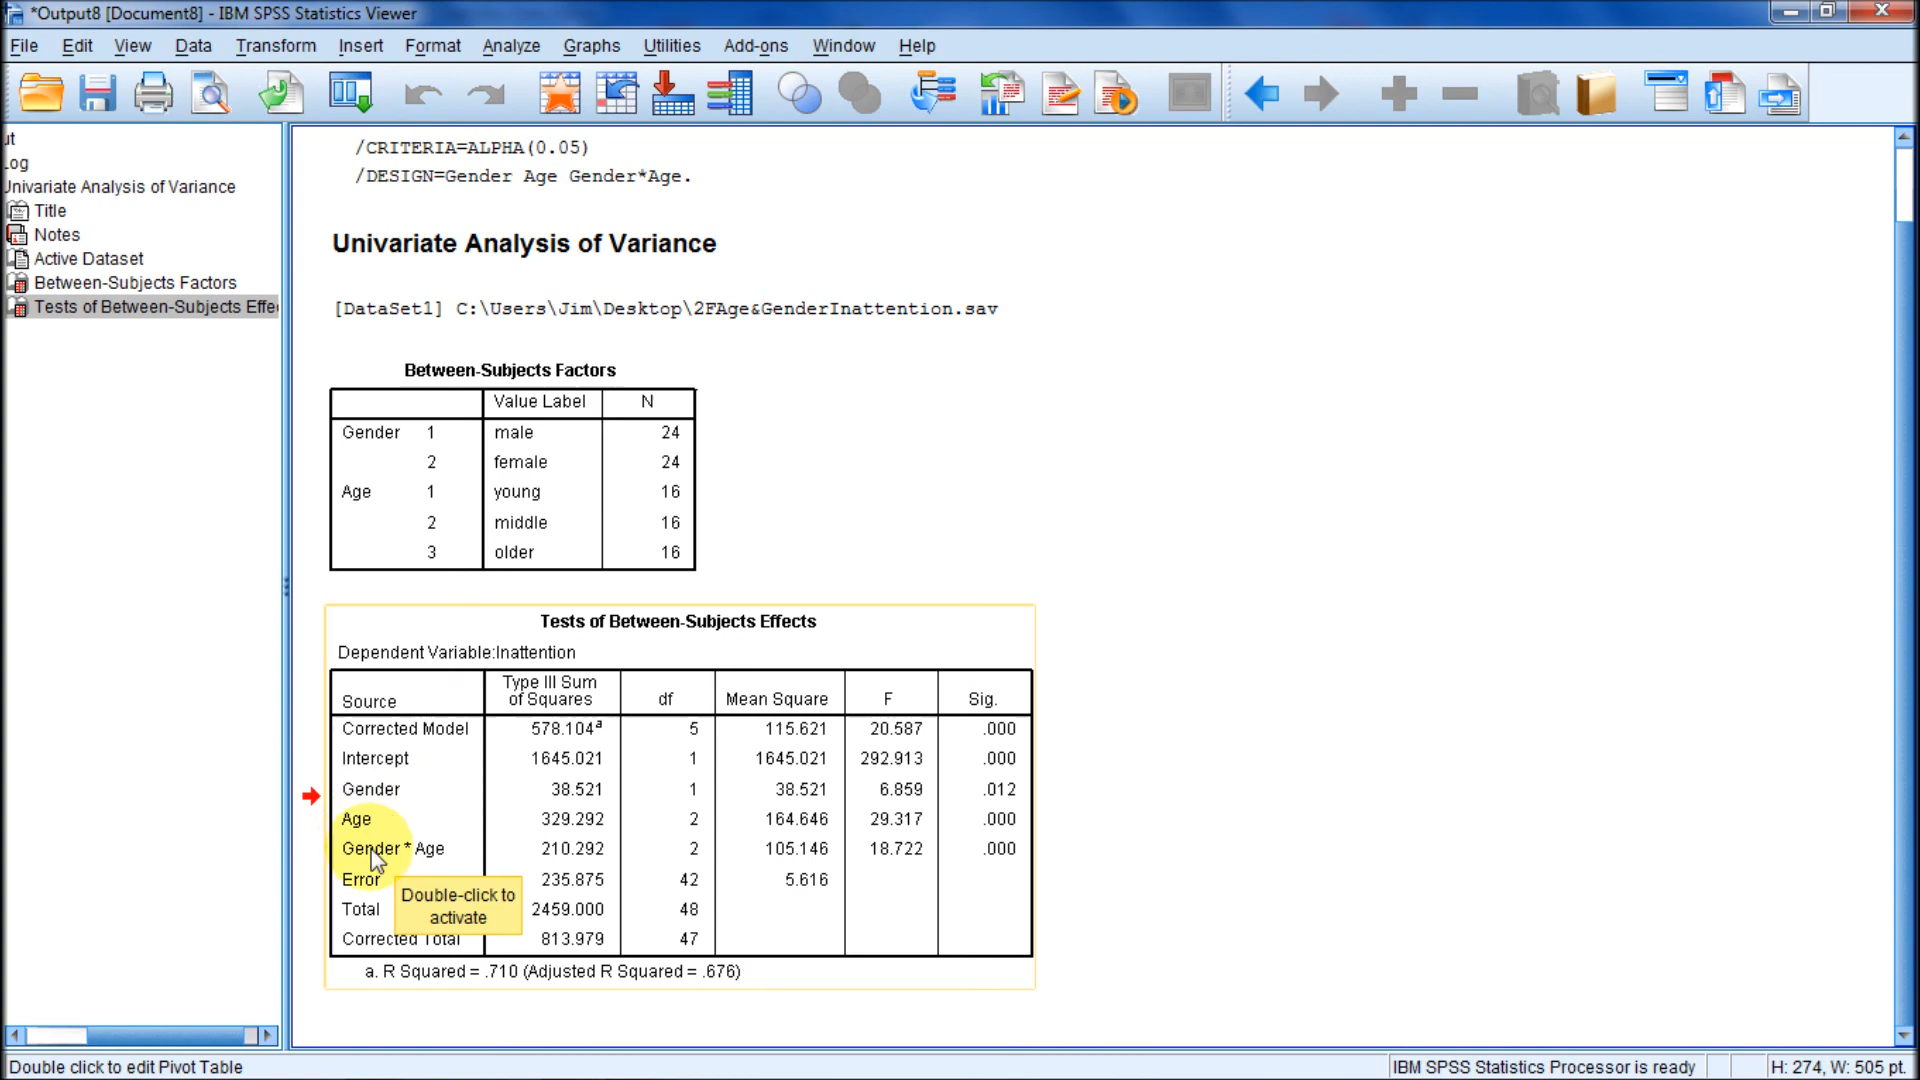 *Output8 [Document8] - IBM SPSS Statistics Viewer
File Edit View Data Transform Insert Format Analyze Graphs Utilities Add-ons Window Help
ut
Log
Univariate Analysis of Variance
Title
Notes
Active Dataset
Between-Subjects Factors
Tests of Between-Subjects Effe
/CRITERIA=ALPHA(0.05)
/DESIGN=Gender Age Gender*Age.
Univariate Analysis of Variance
[DataSet1] C:\Users\Jim\Desktop\2FAge&GenderInattention.sav
Between-Subjects Factors
Value Label N
Gender 1 male 24
2 female 24
Age 1 young 16
2 middle 16
3 older 16
Tests of Between-Subjects Effects
Dependent Variable:Inattention
Source Type III Sum of Squares df Mean Square F Sig.
Corrected Model 578.104a 5 115.621 20.587 .000
Intercept 1645.021 1 1645.021 292.913 .000
Gender 38.521 1 38.521 6.859 .012
Age 329.292 2 164.646 29.317 .000
Gender * Age 210.292 2 105.146 18.722 .000
Error 235.875 42 5.616
Total 2459.000 48
Corrected Total 813.979 47
Double-click to
activate
a. R Squared = .710 (Adjusted R Squared = .676)
Double click to edit Pivot Table
IBM SPSS Statistics Processor is ready
H: 274, W: 505 pt.